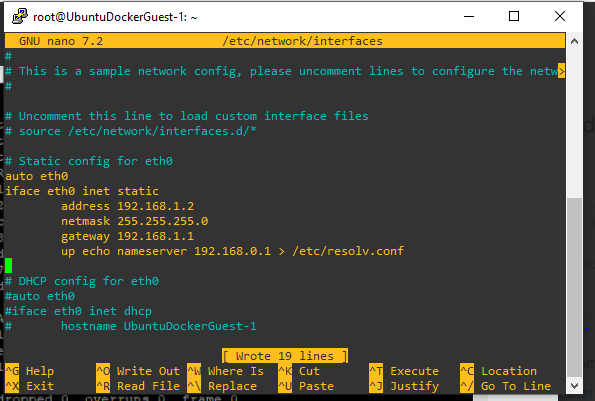 root@UbuntuDockerGuest-1: ~
GNU nano 7.2 /etc/network/interfaces
#
# This is a sample network config, please uncomment lines to configure the netw>
#
# Uncomment this line to load custom interface files
# source /etc/network/interfaces.d/*
# Static config for eth0
auto eth0
iface eth0 inet static
address 192.168.1.2
netmask 255.255.255.0
gateway 192.168.1.1
up echo nameserver 192.168.0.1 > /etc/resolv.conf
# DHCP config for eth0
#auto eth0
#iface eth0 inet dhcp
# hostname UbuntuDockerGuest-1
[ Wrote 19 lines ]
^G Help ^O Write Out ^W Where Is ^K Cut ^T Execute ^C Location
^X Exit ^R Read File ^\ Replace ^U Paste ^J Justify ^/ Go To Line
dropped 0 overruns 0 frame 0